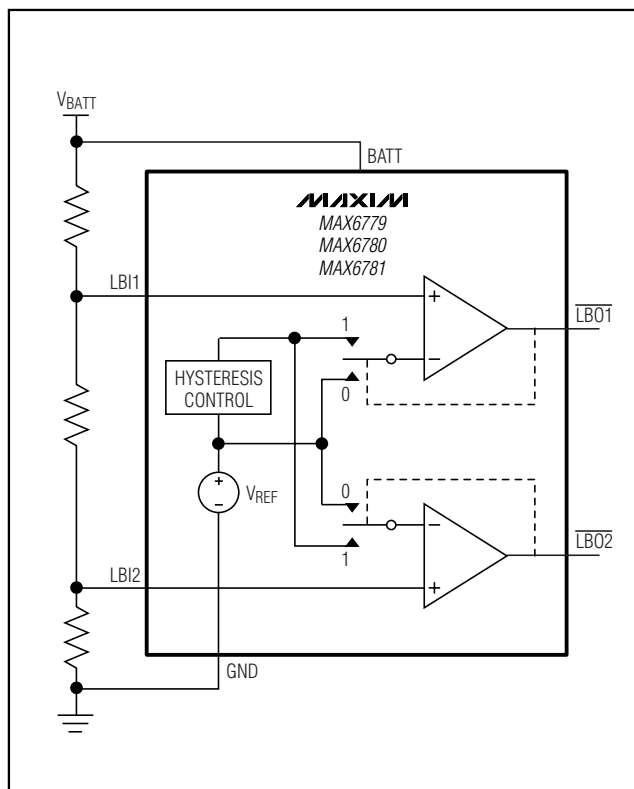 VBATT
BATT
MAXIM
MAX6779
MAX6780
MAX6781
LBI1
+
LBO1
1
−
HYSTERESIS
CONTROL
0
+
−
VREF
0
−
LBO2
1
LBI2
+
GND